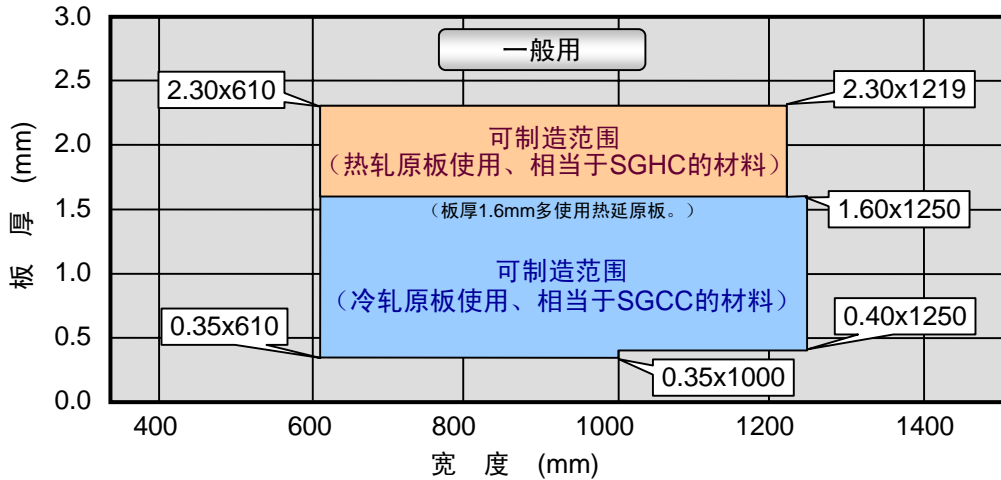 一般用
3.0
2.5
2.0
1.5
1.0
0.5
0.0
板 厚 (mm)
2.30x610
2.30x1219
可制造范围
（热轧原板使用、相当于SGHC的材料）
（板厚1.6mm多使用热延原板。）
1.60x1250
可制造范围
（冷轧原板使用、相当于SGCC的材料）
0.35x610
0.40x1250
0.35x1000
400 600 800 1000 1200 1400
宽 度 (mm)